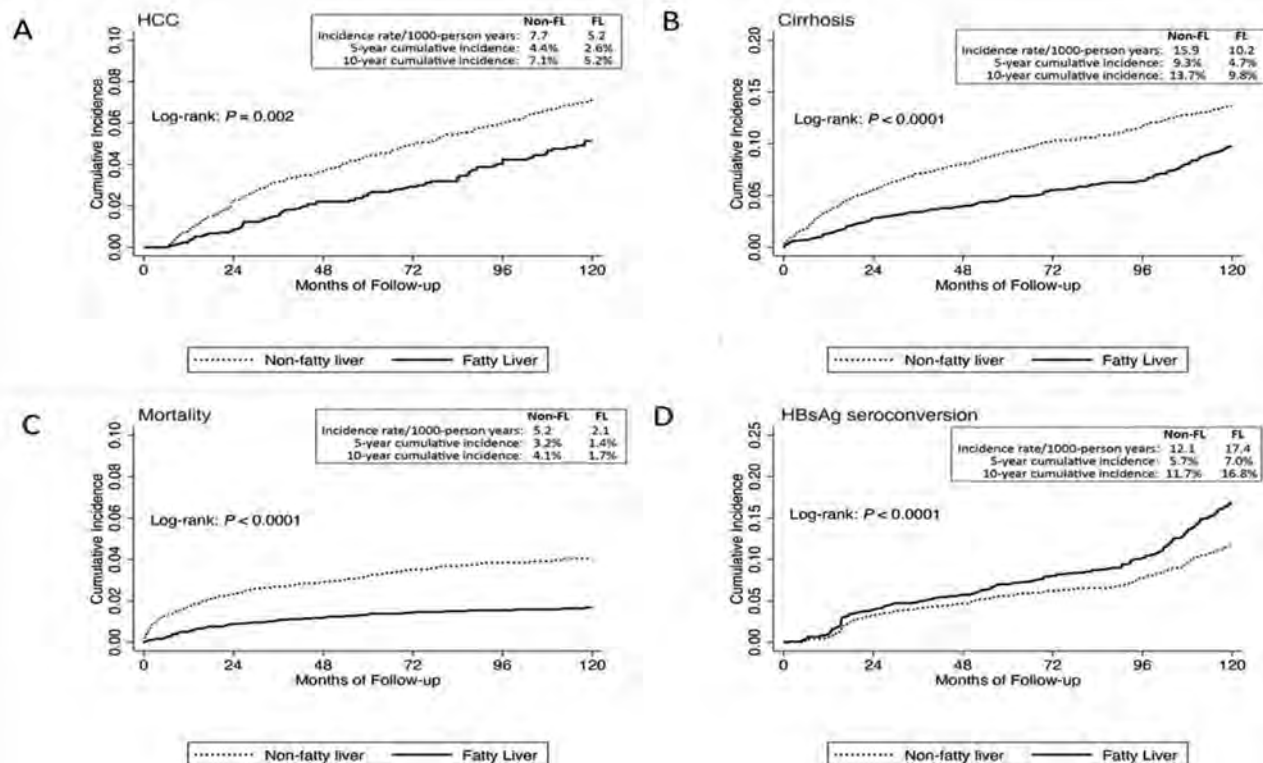 A
HCC
Non-FL FL
Incidence rate/1000-person years: 7.7 5.2
5-year cumulative incidence: 4.4% 2.6%
10-year cumulative incidence: 7.1% 5.2%
Log-rank: P = 0.002
Cumulative Incidence
0.10
0.08
0.06
0.04
0.02
0.00
0 24 48 72 96 120
Months of Follow-up
Non-fatty liver Fatty Liver
B
Cirrhosis
Non-FL FL
Incidence rate/1000-person years: 15.9 10.2
5-year cumulative incidence: 9.3% 4.7%
10-year cumulative incidence: 13.7% 9.8%
Log-rank: P < 0.0001
Cumulative Incidence
0.20
0.15
0.10
0.05
0.00
0 24 48 72 96 120
Months of Follow-up
Non-fatty liver Fatty Liver
C
Mortality
Non-FL FL
Incidence rate/1000-person years: 5.2 2.1
5-year cumulative incidence: 3.2% 1.4%
10-year cumulative incidence: 4.1% 1.7%
Log-rank: P < 0.0001
Cumulative Incidence
0.10
0.08
0.06
0.04
0.02
0.00
0 24 48 72 96 120
Months of Follow-up
Non-fatty liver Fatty Liver
D
HBsAg seroconversion
Non-FL FL
Incidence rate/1000-person years: 12.1 17.4
5-year cumulative incidence: 5.7% 7.0%
10-year cumulative incidence: 11.7% 16.8%
Log-rank: P < 0.0001
Cumulative Incidence
0.25
0.20
0.15
0.10
0.05
0.00
0 24 48 72 96 120
Months of Follow-up
Non-fatty liver Fatty Liver